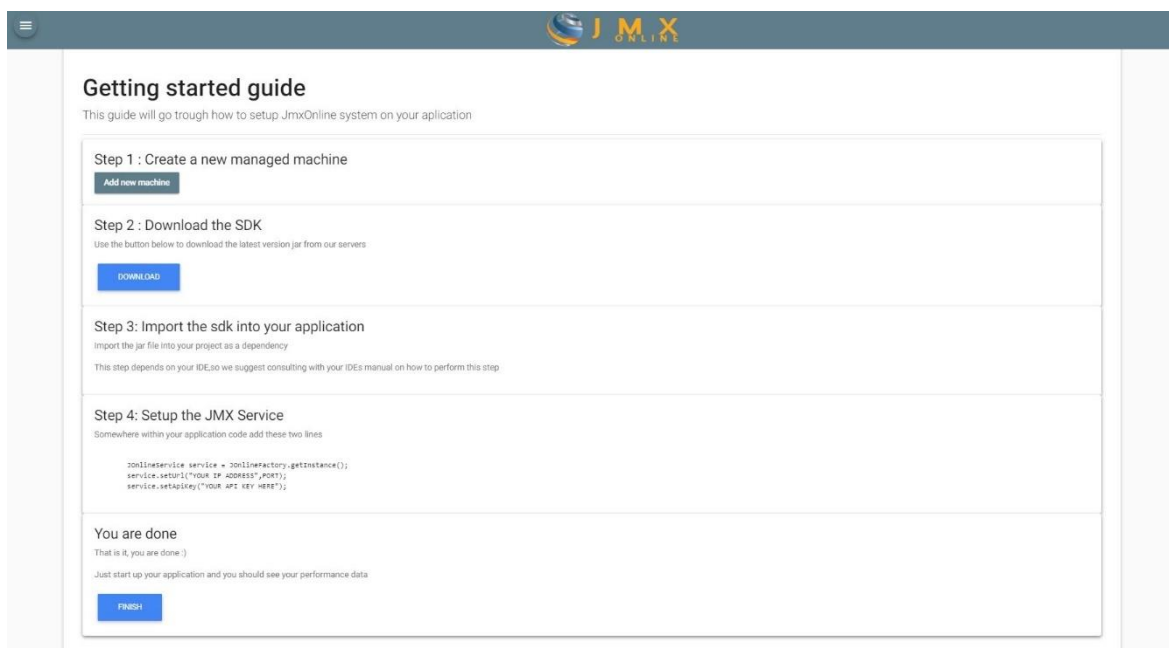 JMX
ONLINE
Getting started guide
This guide will go trough how to setup JmxOnline system on your aplication
Step 1 : Create a new managed machine
Add new machine
Step 2 : Download the SDK
Use the button below to download the latest version jar from our servers
DOWNLOAD
Step 3: Import the sdk into your application
Import the jar file into your project as a dependency
This step depends on your IDE,so we suggest consulting with your IDEs manual on how to perform this step
Step 4: Setup the JMX Service
Somewhere within your application code add these two lines
JOnlineService service = JOnlineFactory.getInstance();
service.setUrl("YOUR IP ADDRESS",PORT);
service.setApiKey("YOUR API KEY HERE");
You are done
That is it, you are done :)
Just start up your application and you should see your performance data
FINISH